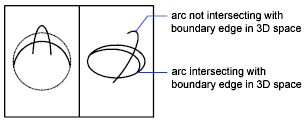 arc not intersecting with
boundary edge in 3D space
arc intersecting with
boundary edge in 3D space